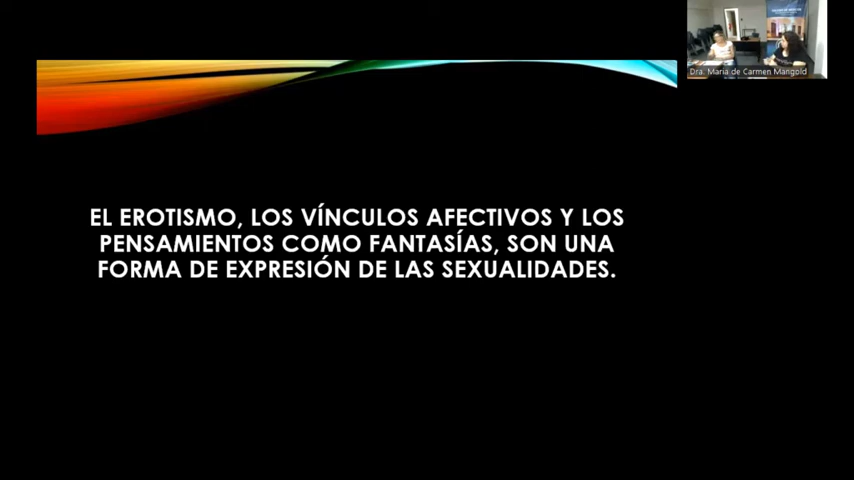 Dra. María de Carmen Mangold
EL EROTISMO, LOS VÍNCULOS AFECTIVOS Y LOS
PENSAMIENTOS COMO FANTASÍAS, SON UNA
FORMA DE EXPRESIÓN DE LAS SEXUALIDADES.